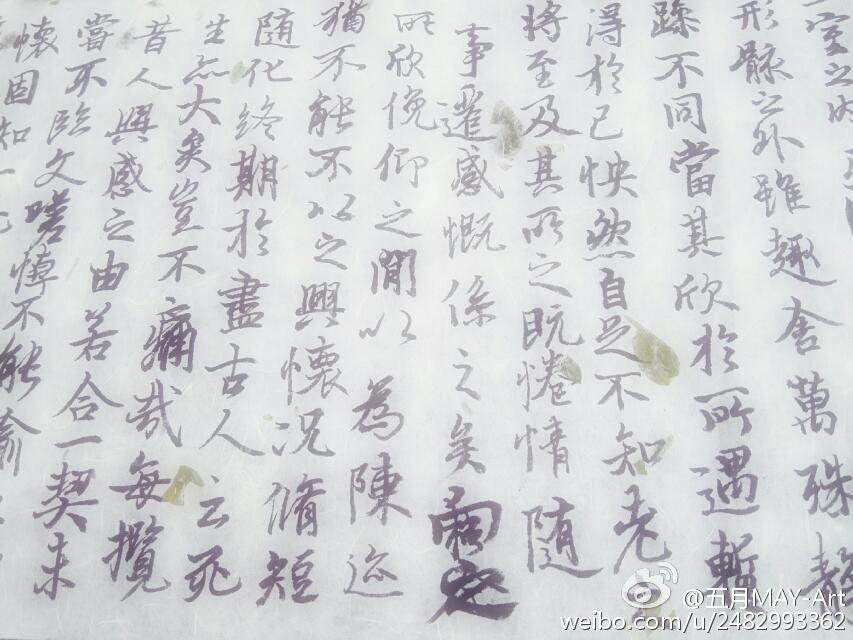 室之内
形骸之外雖趣舍萬殊靜
躁不同當其欣於所遇暫
得於己怏然自足不知老
將至及其所之既惓情隨
事遷感慨係之矣向之
所欣俛仰之間以為陳迹
猶不能不以之興懷況脩短
隨化終期於盡古人云死
生亦大矣豈不痛哉每攬
昔人興感之由若合一契未
嘗不臨文嗟悼不能喻
懷固知一
@五月MAY-Art
weibo.com/u/2482993362